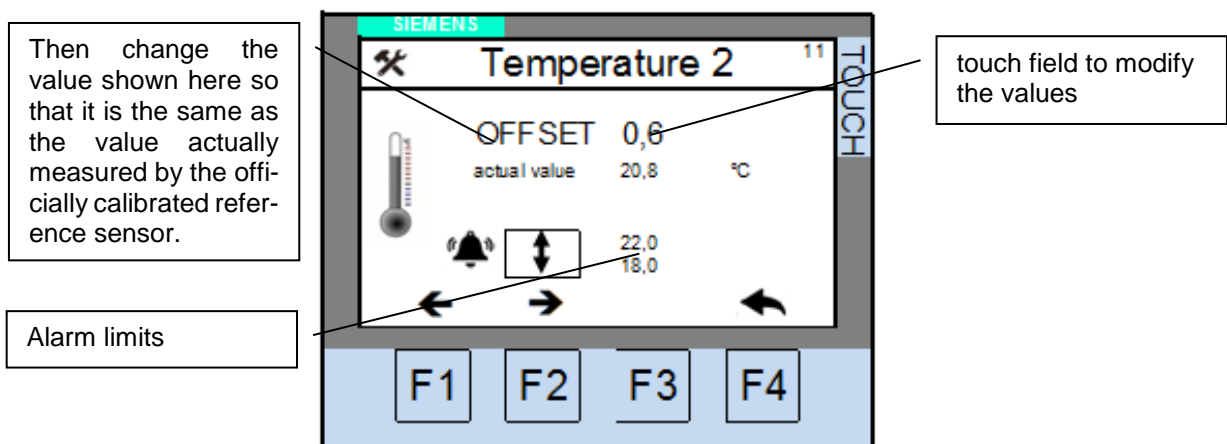 Then change the
value shown here so
that it is the same as
the value actually
measured by the offi-
cially calibrated refer-
ence sensor.
Alarm limits
SIEMENS
Temperature 2 11
TOUCH
OFFSET 0,6
actual value 20,8 °C
22,0
18,0
F1 F2 F3 F4
touch field to modify
the values